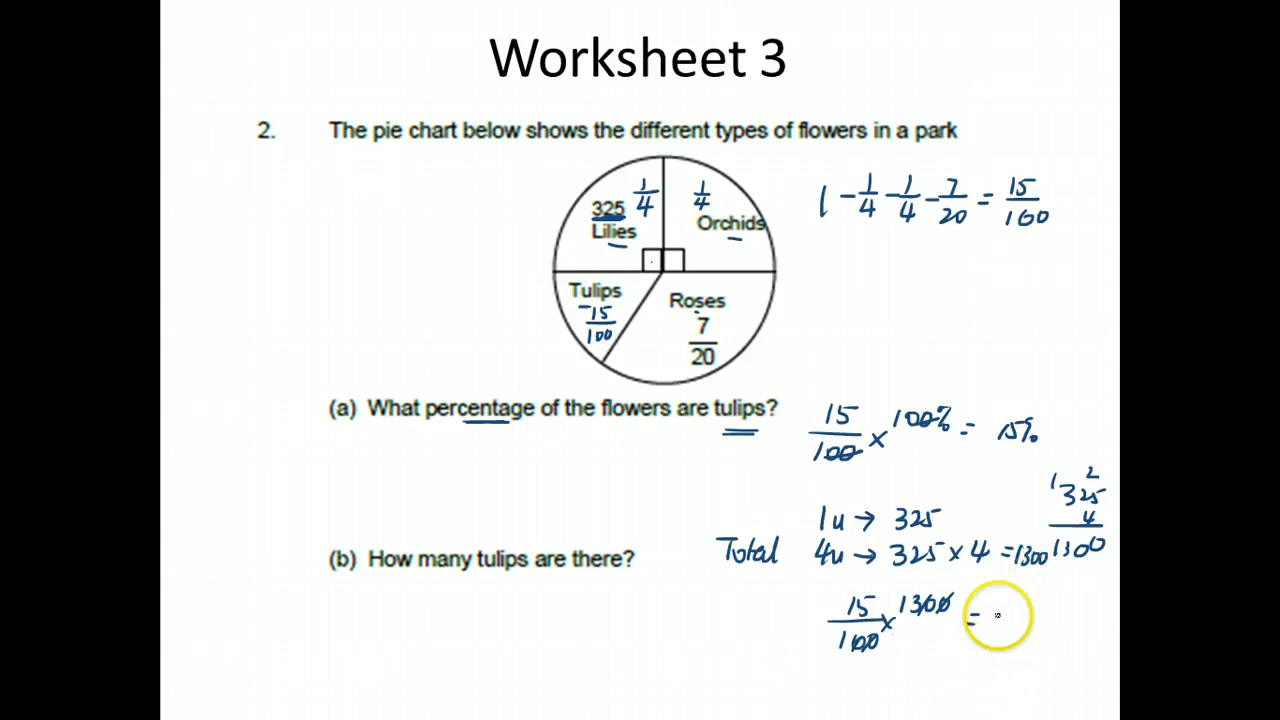 Worksheet 3
2. The pie chart below shows the different types of flowers in a park
325 1/4
Lilies
1/4
Orchids
1 - 1/4 - 1/4 - 7/20 = 15/100
Tulips
15/100
Roses
7/20
(a) What percentage of the flowers are tulips?
15/100 × 100% = 15%
1u → 325
Total 4u → 325 × 4 = 1300
1 2
325
4
1300
(b) How many tulips are there?
15/100 × 1300 =